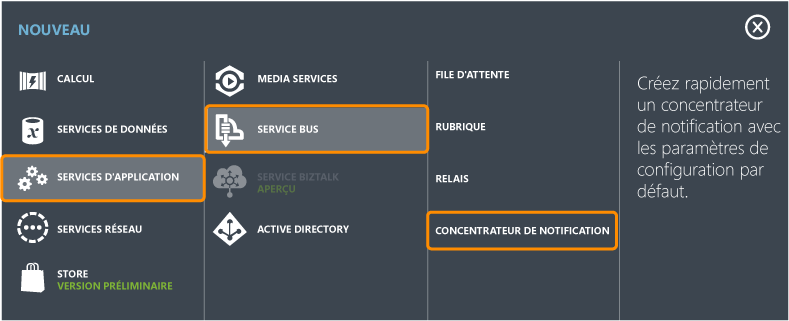 NOUVEAU
CALCUL
SERVICES DE DONNÉES
SERVICES D'APPLICATION
SERVICES RÉSEAU
STORE
VERSION PRÉLIMINAIRE
MEDIA SERVICES
SERVICE BUS
SERVICE BIZTALK
APERÇU
ACTIVE DIRECTORY
FILE D'ATTENTE
RUBRIQUE
RELAIS
CONCENTRATEUR DE NOTIFICATION
Créez rapidement
un concentrateur
de notification avec
les paramètres de
configuration par
défaut.